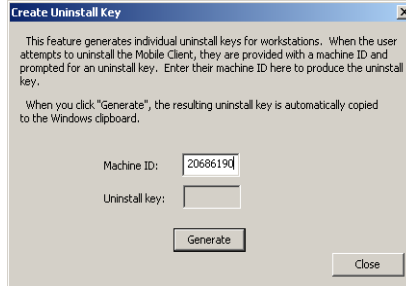 Create Uninstall Key
This feature generates individual uninstall keys for workstations. When the user
attempts to uninstall the Mobile Client, they are provided with a machine ID and
prompted for an uninstall key. Enter their machine ID here to produce the uninstall
key.
When you click "Generate", the resulting uninstall key is automatically copied
to the Windows clipboard.
Machine ID: 20686190
Uninstall key:
Generate
Close